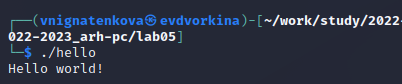 ┌──(vnignatenkova㉿evdvorkina)-[~/work/study/2022-
022-2023_arh-pc/lab05]
└─$ ./hello
Hello world!